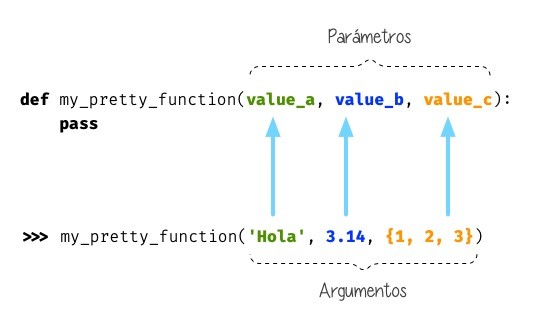 Parámetros
def my_pretty_function(value_a, value_b, value_c):
pass
>>> my_pretty_function('Hola', 3.14, {1, 2, 3})
Argumentos